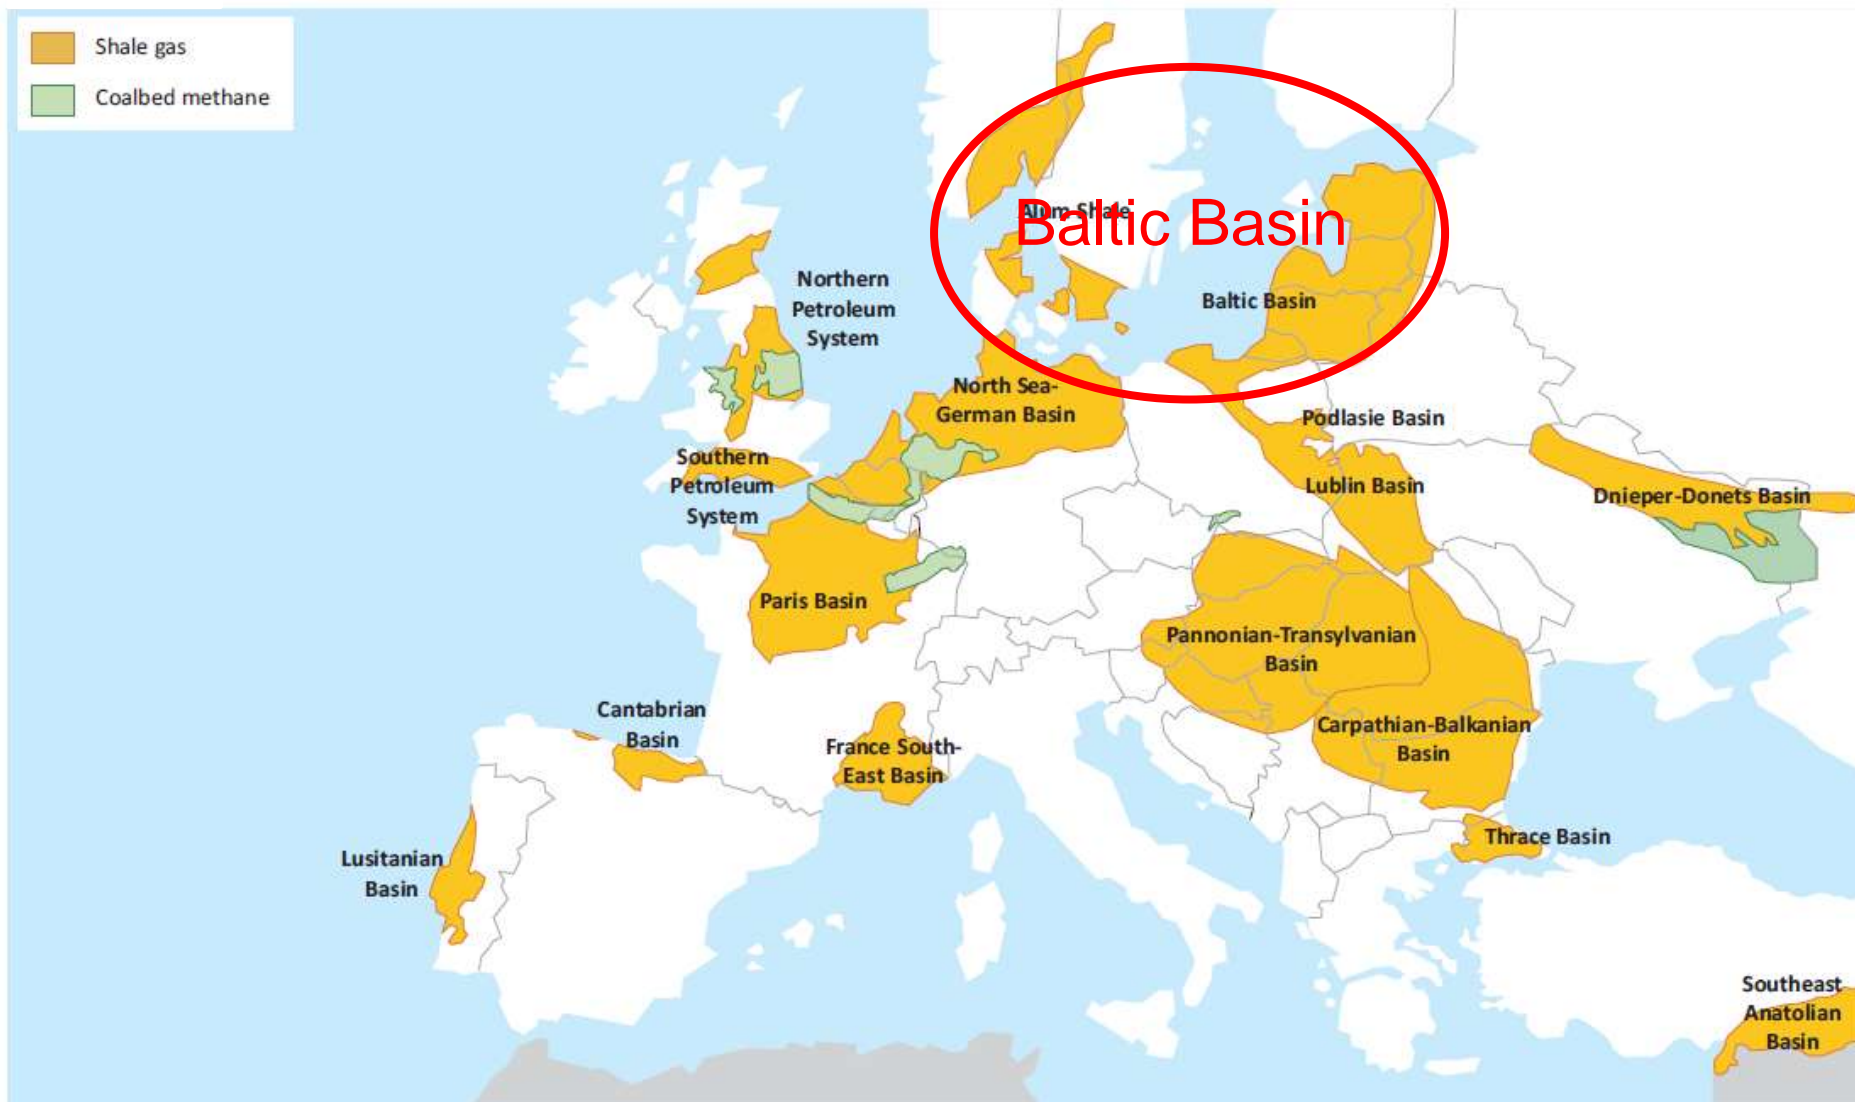 Shale gas
Coalbed methane
Alum Shale
Baltic Basin
Northern
Petroleum
System
Baltic Basin
North Sea-
German Basin
Podlasie Basin
Southern
Petroleum
System
Lublin Basin
Dnieper-Donets Basin
Paris Basin
Pannonian-Transylvanian
Basin
Cantabrian
Basin
France South-
East Basin
Carpathian-Balkanian
Basin
Thrace Basin
Lusitanian
Basin
Southeast
Anatolian
Basin